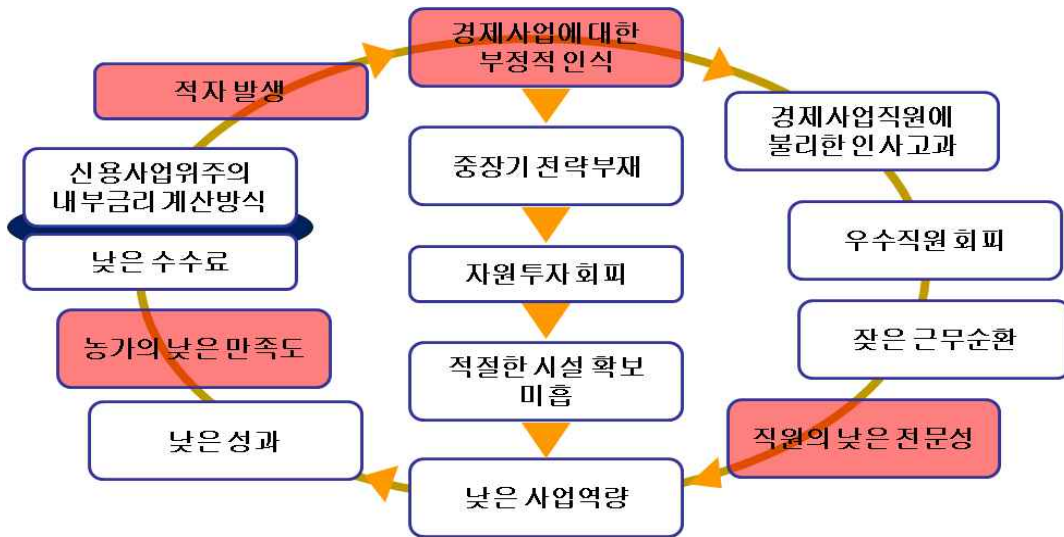 경제사업에 대한
부정적 인식
적자 발생
경제사업직원에
불리한 인사고과
중장기 전략부재
신용사업위주의
내부금리 계산방식
우수직원 회피
낮은 수수료
자원투자 회피
잦은 근무순환
농가의 낮은 만족도
적절한 시설 확보
미흡
낮은 성과
직원의 낮은 전문성
낮은 사업역량